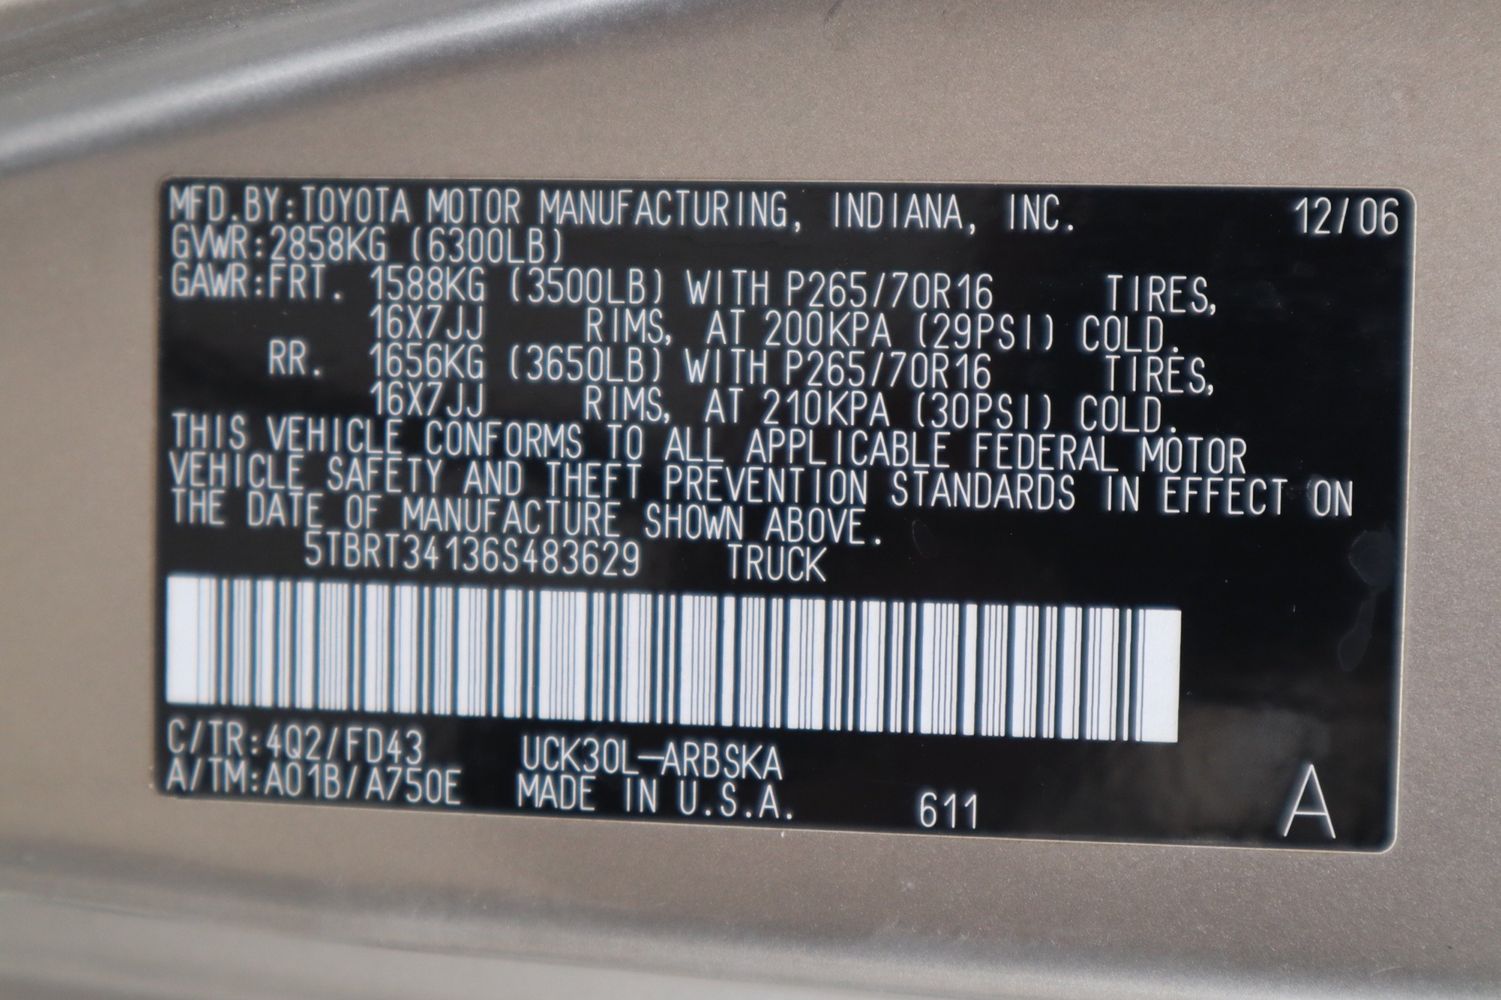 MFD.BY:TOYOTA MOTOR MANUFACTURING, INDIANA, INC. 12/06
GVWR:2858KG (6300LB)
GAWR:FRT. 1588KG (3500LB) WITH P265/70R16 TIRES,
16X7JJ RIMS, AT 200KPA (29PSI) COLD.
RR. 1656KG (3650LB) WITH P265/70R16 TIRES,
16X7JJ RIMS, AT 210KPA (30PSI) COLD.
THIS VEHICLE CONFORMS TO ALL APPLICABLE FEDERAL MOTOR
VEHICLE SAFETY AND THEFT PREVENTION STANDARDS IN EFFECT ON
THE DATE OF MANUFACTURE SHOWN ABOVE.
5TBRT34136S483629 TRUCK
C/TR:4Q2/FD43 UCK30L-ARBSKA
A/TM:A01B/A750E MADE IN U.S.A. 611 A